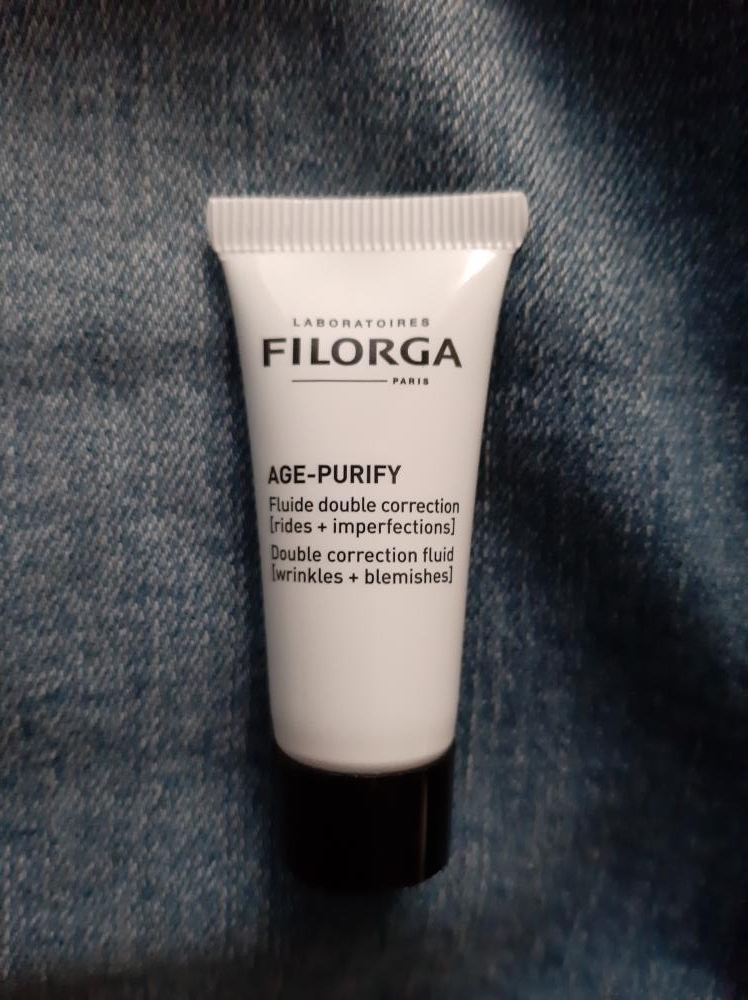 LABORATOIRES
FILORGA
PARIS
AGE-PURIFY
Fluide double correction
[rides + imperfections]
Double correction fluid
[wrinkles + blemishes]